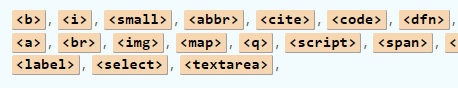 <b>, <i>, <small>, <abbr>, <cite>, <code>, <dfn>,
<a>, <br>, <img>, <map>, <q>, <script>, <span>, <
<label>, <select>, <textarea>,